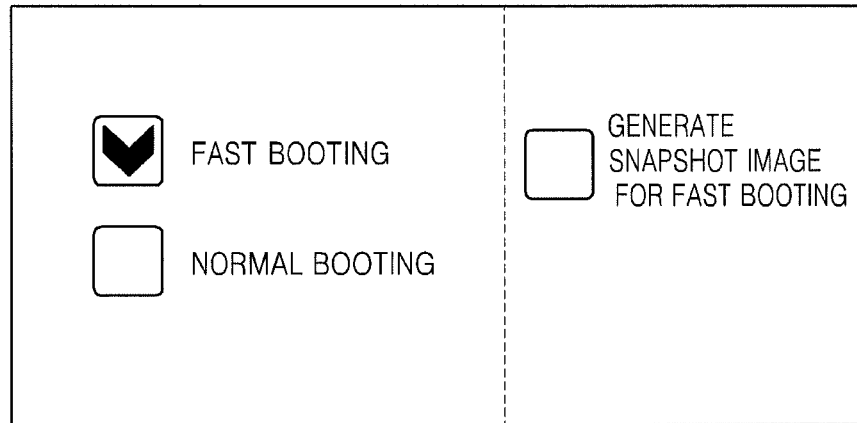 FAST BOOTING
NORMAL BOOTING
GENERATE
SNAPSHOT IMAGE
FOR FAST BOOTING